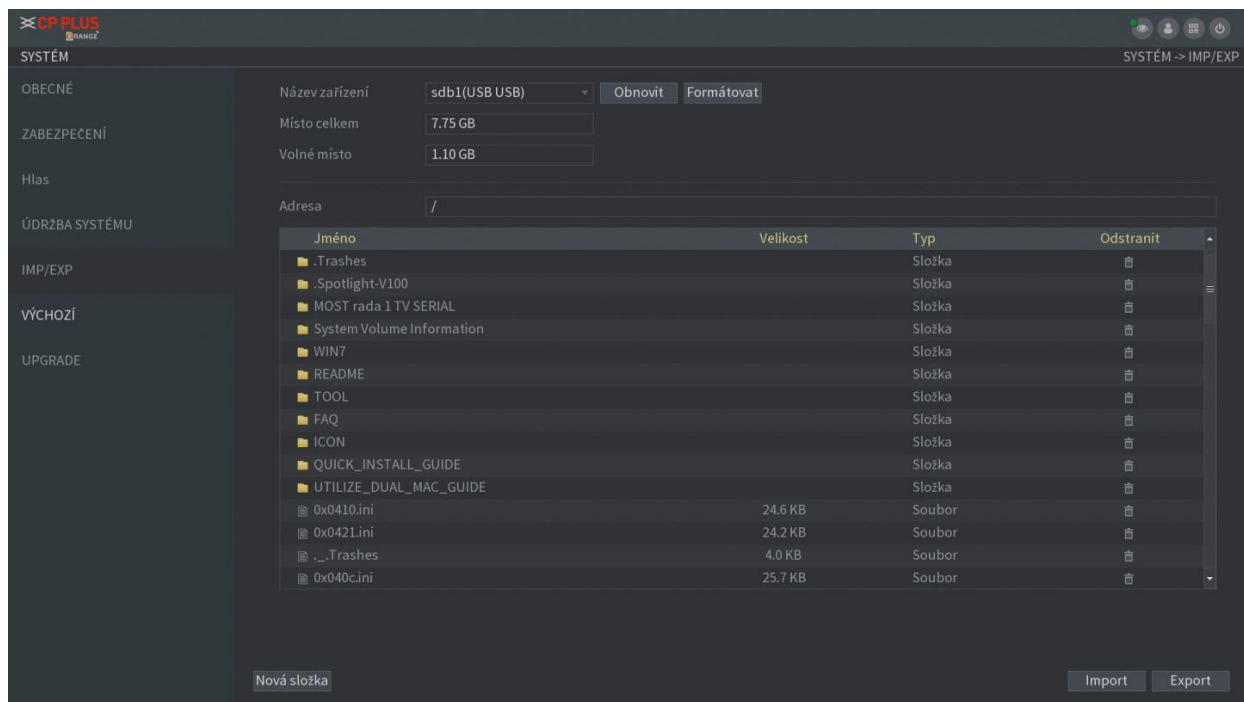 CP PLUS
ORANGE
SYSTÉM SYSTÉM -> IMP/EXP
OBECNÉ
ZABEZPEČENÍ
Hlas
ÚDRŽBA SYSTÉMU
IMP/EXP
VÝCHOZÍ
UPGRADE
Název zařízení sdb1(USB USB) Obnovit Formátovat
Místo celkem 7.75 GB
Volné místo 1.10 GB
Adresa /
Jméno Velikost Typ Odstranit
.Trashes Složka
.Spotlight-V100 Složka
MOST rada 1 TV SERIAL Složka
System Volume Information Složka
WIN7 Složka
README Složka
TOOL Složka
FAQ Složka
ICON Složka
QUICK_INSTALL_GUIDE Složka
UTILIZE_DUAL_MAC_GUIDE Složka
0x0410.ini 24.6 KB Soubor
0x0421.ini 24.2 KB Soubor
._.Trashes 4.0 KB Soubor
0x040c.ini 25.7 KB Soubor
Nová složka Import Export